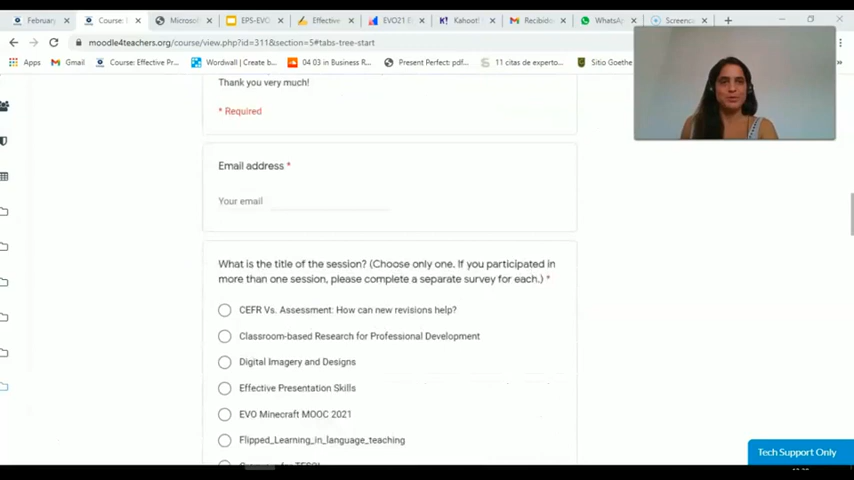 February
Course: I
Microsof
EPS-EVO
Effective
EVO21 E
Kahoot!
Recibido
WhatsAp
Screenca
moodle4teachers.org/course/view.php?id=311&section=5#tabs-tree-start
Apps
Gmail
Course: Effective Pr...
Wordwall | Create b...
04 03 in Business R...
Present Perfect: pdf...
11 citas de experto...
Sitio Goethe
Thank you very much!
* Required
Email address *
Your email
What is the title of the session? (Choose only one. If you participated in
more than one session, please complete a separate survey for each.) *
CEFR Vs. Assessment: How can new revisions help?
Classroom-based Research for Professional Development
Digital Imagery and Designs
Effective Presentation Skills
EVO Minecraft MOOC 2021
Flipped_Learning_in_language_teaching
Tech Support Only